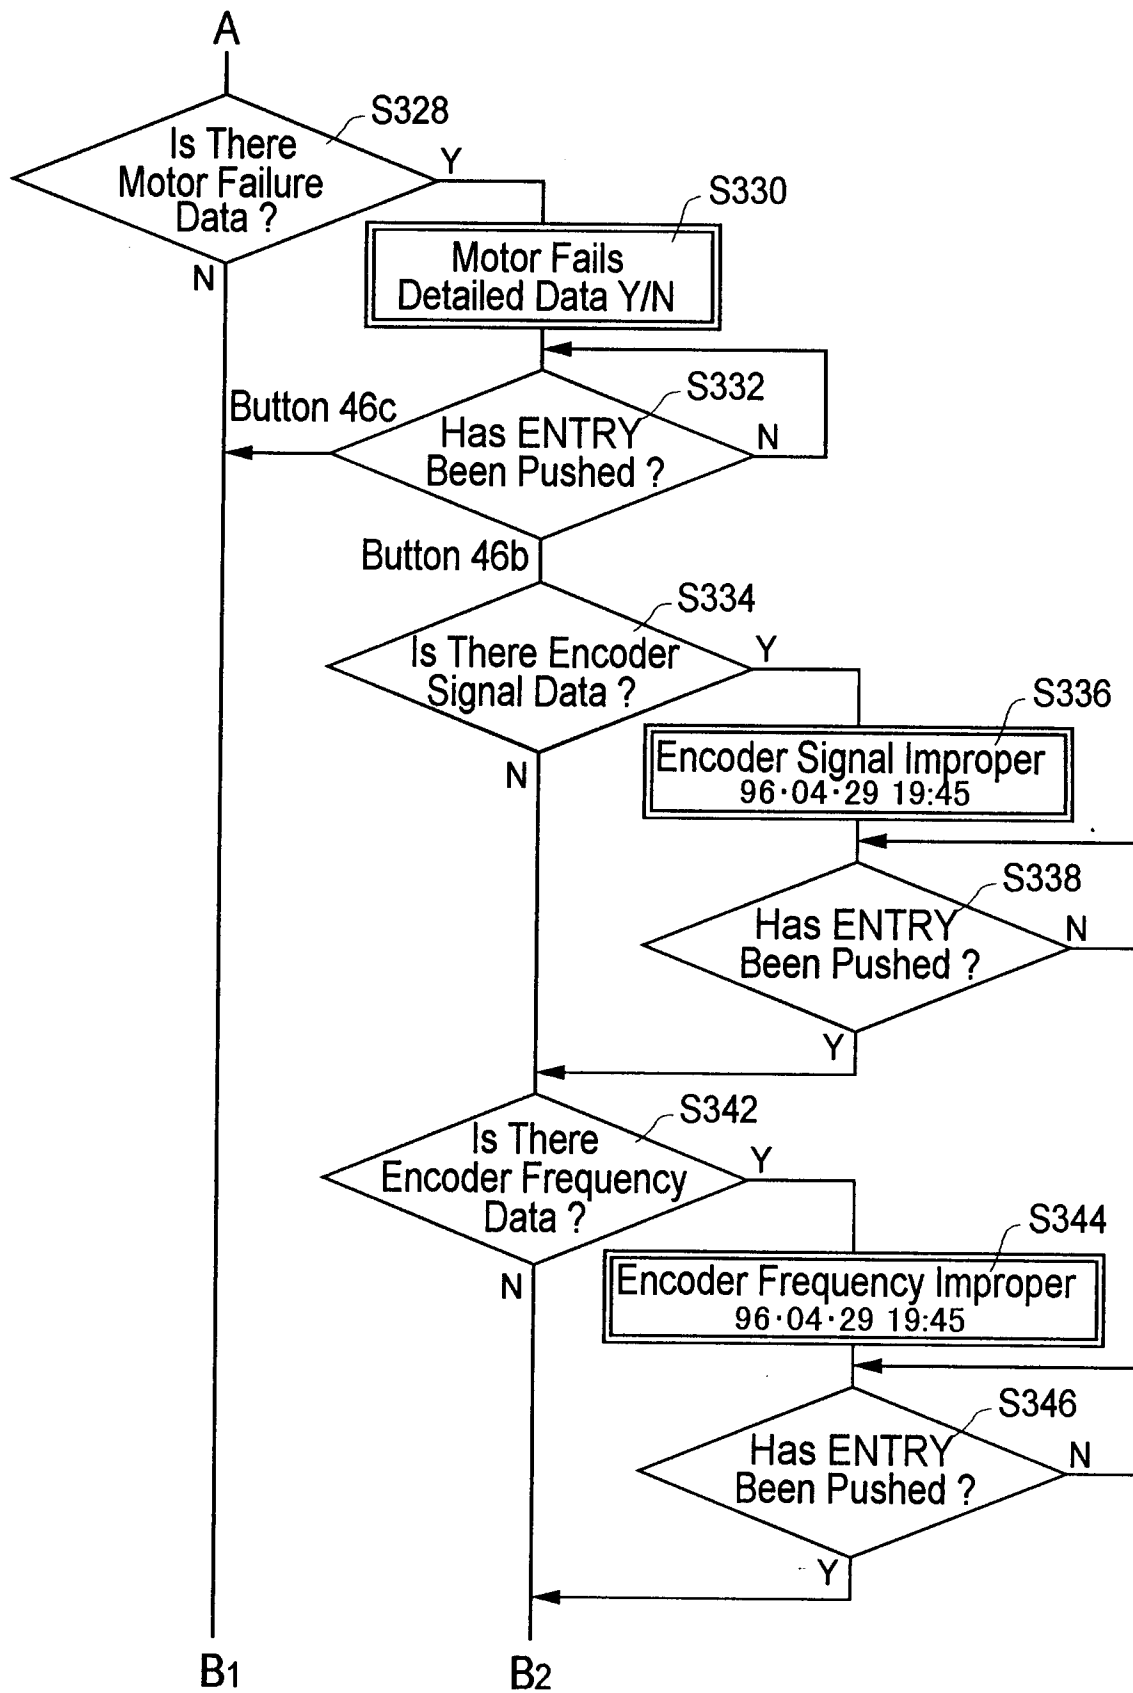 A
S328
Is There
Motor Failure
Data ?
Y
N
S330
Motor Fails
Detailed Data Y/N
S332
Button 46c
Has ENTRY
Been Pushed ?
N
Button 46b
S334
Is There Encoder
Signal Data ?
Y
N
S336
Encoder Signal Improper
96·04·29 19:45
S338
Has ENTRY
Been Pushed ?
N
Y
S342
Is There
Encoder Frequency
Data ?
Y
N
S344
Encoder Frequency Improper
96·04·29 19:45
S346
Has ENTRY
Been Pushed ?
N
Y
B1
B2